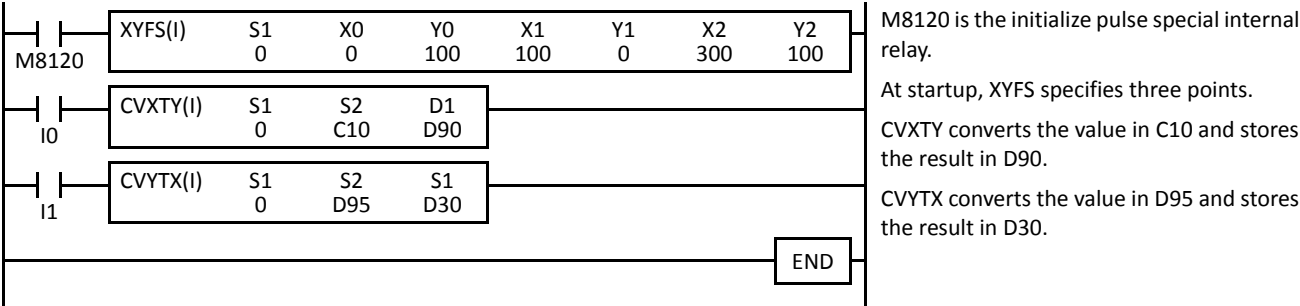 XYFS(I) S1 X0 Y0 X1 Y1 X2 Y2
0 0 100 100 0 300 100
M8120
CVXTY(I) S1 S2 D1
0 C10 D90
I0
CVYTX(I) S1 S2 S1
0 D95 D30
I1
END
M8120 is the initialize pulse special internal
relay.
At startup, XYFS specifies three points.
CVXTY converts the value in C10 and stores
the result in D90.
CVYTX converts the value in D95 and stores
the result in D30.